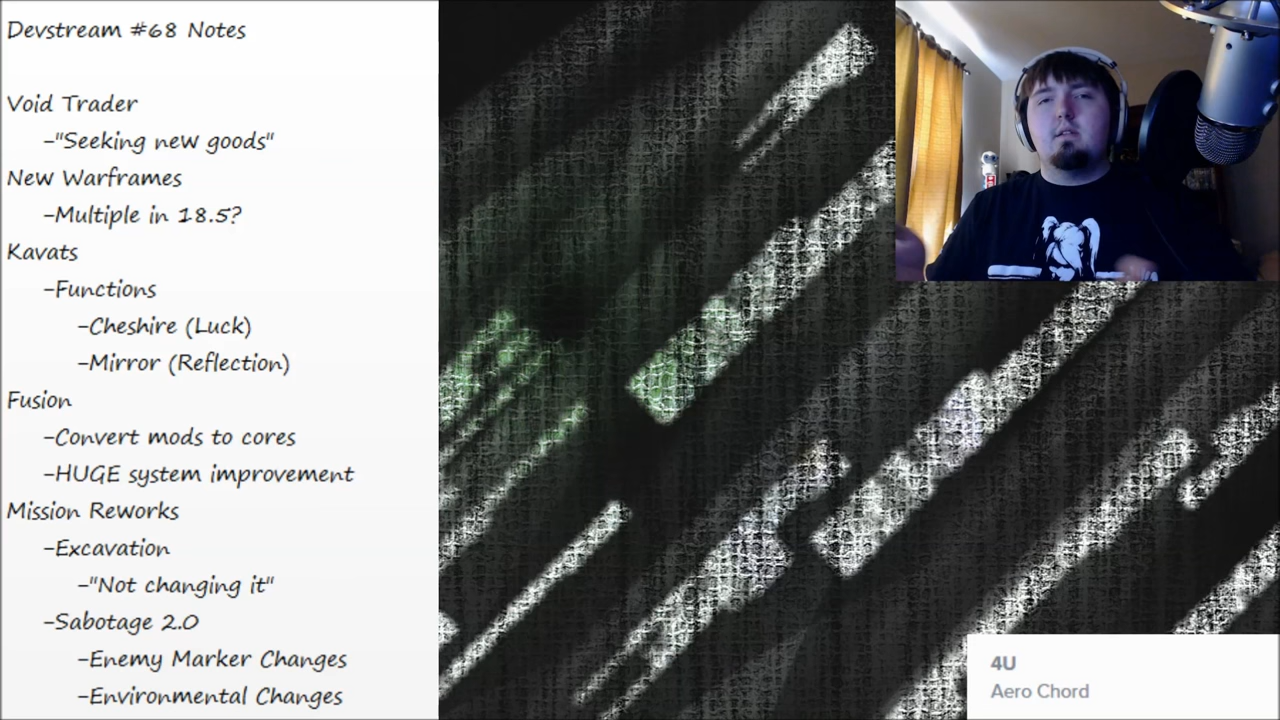 Devstream #68 Notes
Void Trader
-"Seeking new goods"
New Warframes
-Multiple in 18.5?
Kavats
-Functions
-Cheshire (Luck)
-Mirror (Reflection)
Fusion
-Convert mods to cores
-HUGE system improvement
Mission Reworks
-Excavation
-"Not changing it"
-Sabotage 2.0
-Enemy Marker Changes
-Environmental Changes
4U
Aero Chord